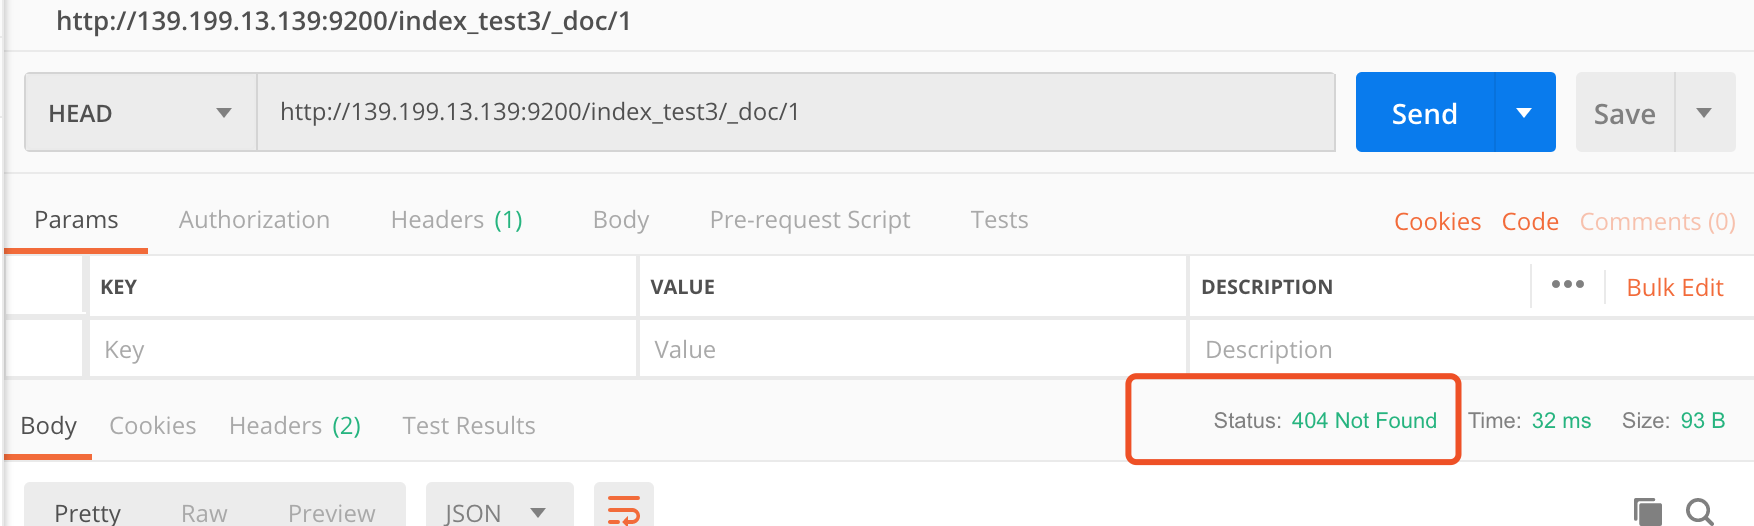 http://139.199.13.139:9200/index_test3/_doc/1
HEAD http://139.199.13.139:9200/index_test3/_doc/1 Send Save
Params Authorization Headers (1) Body Pre-request Script Tests Cookies Code Comments (0)
KEY VALUE DESCRIPTION ••• Bulk Edit
Key Value Description
Body Cookies Headers (2) Test Results Status: 404 Not Found Time: 32 ms Size: 93 B
Pretty Raw Preview JSON